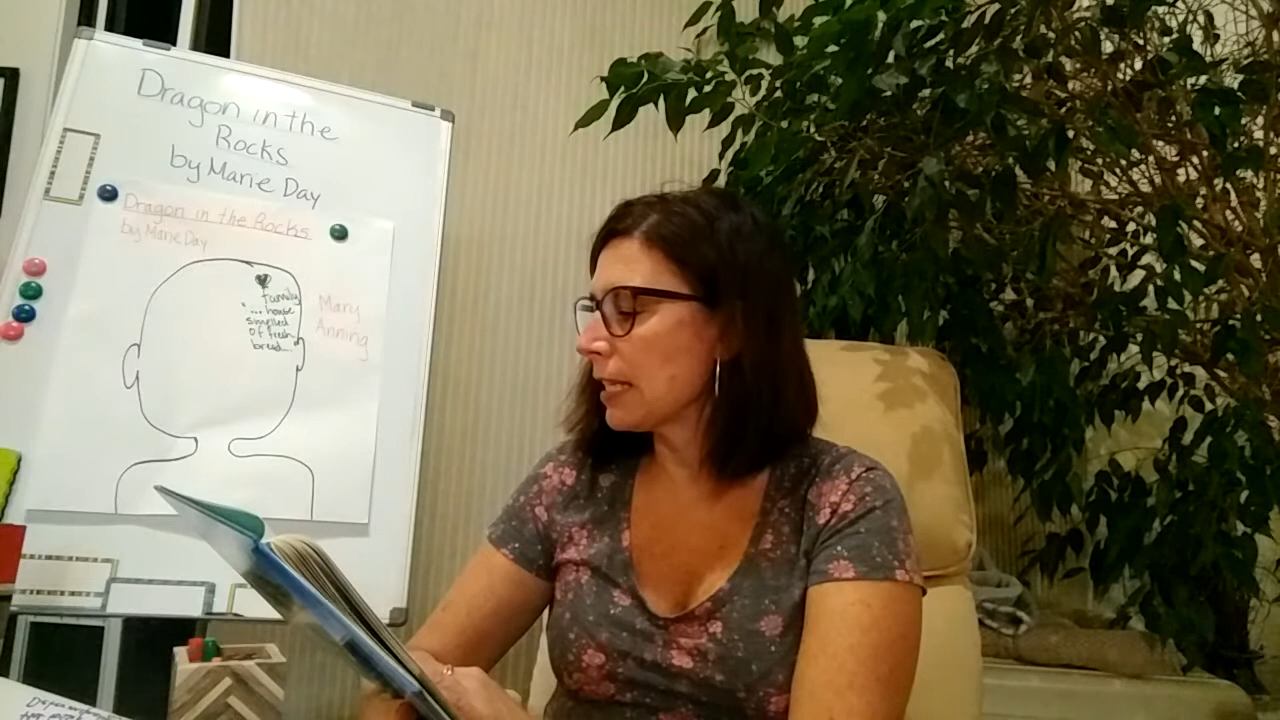 Dragon in the
Rocks
by Marie Day
Dragon in the Rocks
by Marie Day
family
"... house
smelled
of fresh
bread..."
Mary
Anning